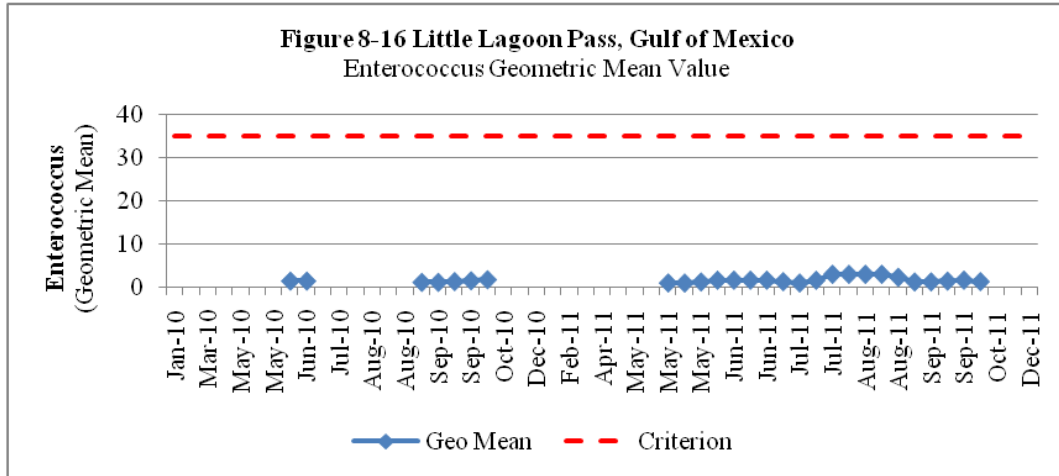 Figure 8-16 Little Lagoon Pass, Gulf of Mexico
Enterococcus Geometric Mean Value
Enterococcus
((Geometric Mean)
40
30
20
10
0
Jan-10
Mar-10
May-10
May-10
Jun-10
Jul-10
Aug-10
Aug-10
Sep-10
Sep-10
Oct-10
Dec-10
Feb-11
Apr-11
May-11
May-11
May-11
Jun-11
Jun-11
Jul-11
Jul-11
Aug-11
Aug-11
Sep-11
Sep-11
Oct-11
Dec-11
Geo Mean
Criterion